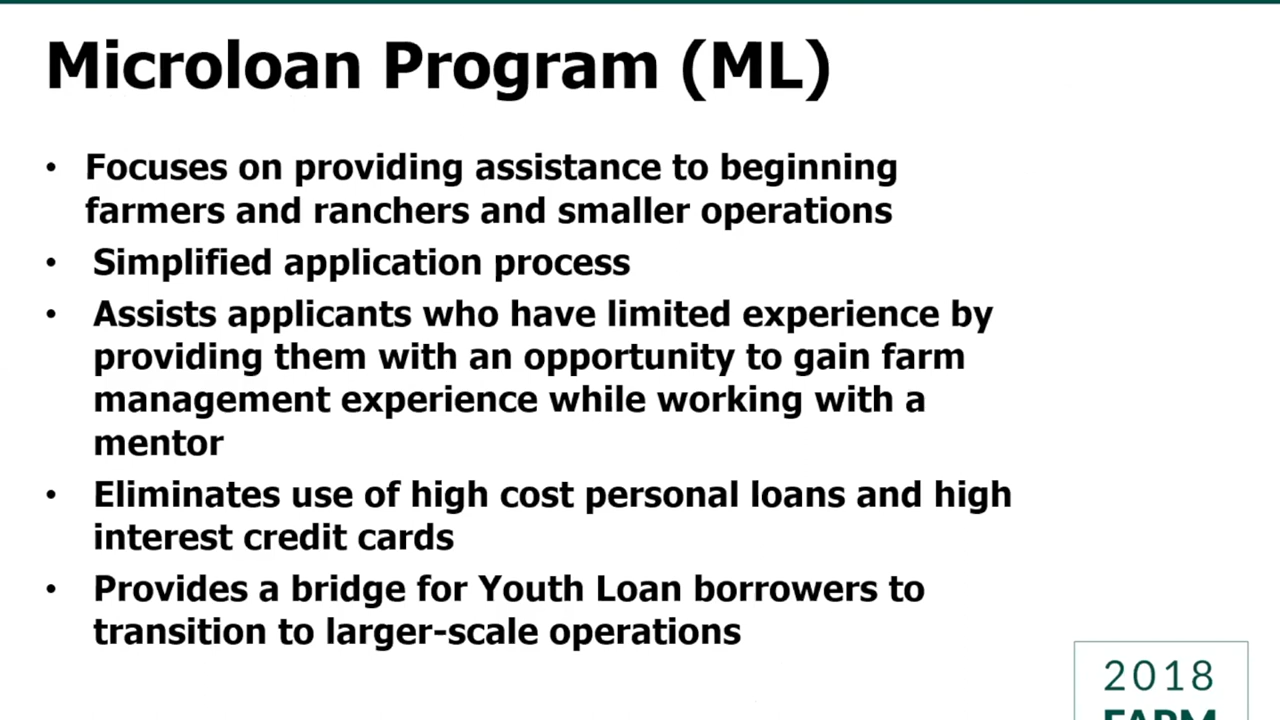 Microloan Program (ML)
• Focuses on providing assistance to beginning
farmers and ranchers and smaller operations
• Simplified application process
• Assists applicants who have limited experience by
providing them with an opportunity to gain farm
management experience while working with a
mentor
• Eliminates use of high cost personal loans and high
interest credit cards
• Provides a bridge for Youth Loan borrowers to
transition to larger-scale operations
2018
FARM